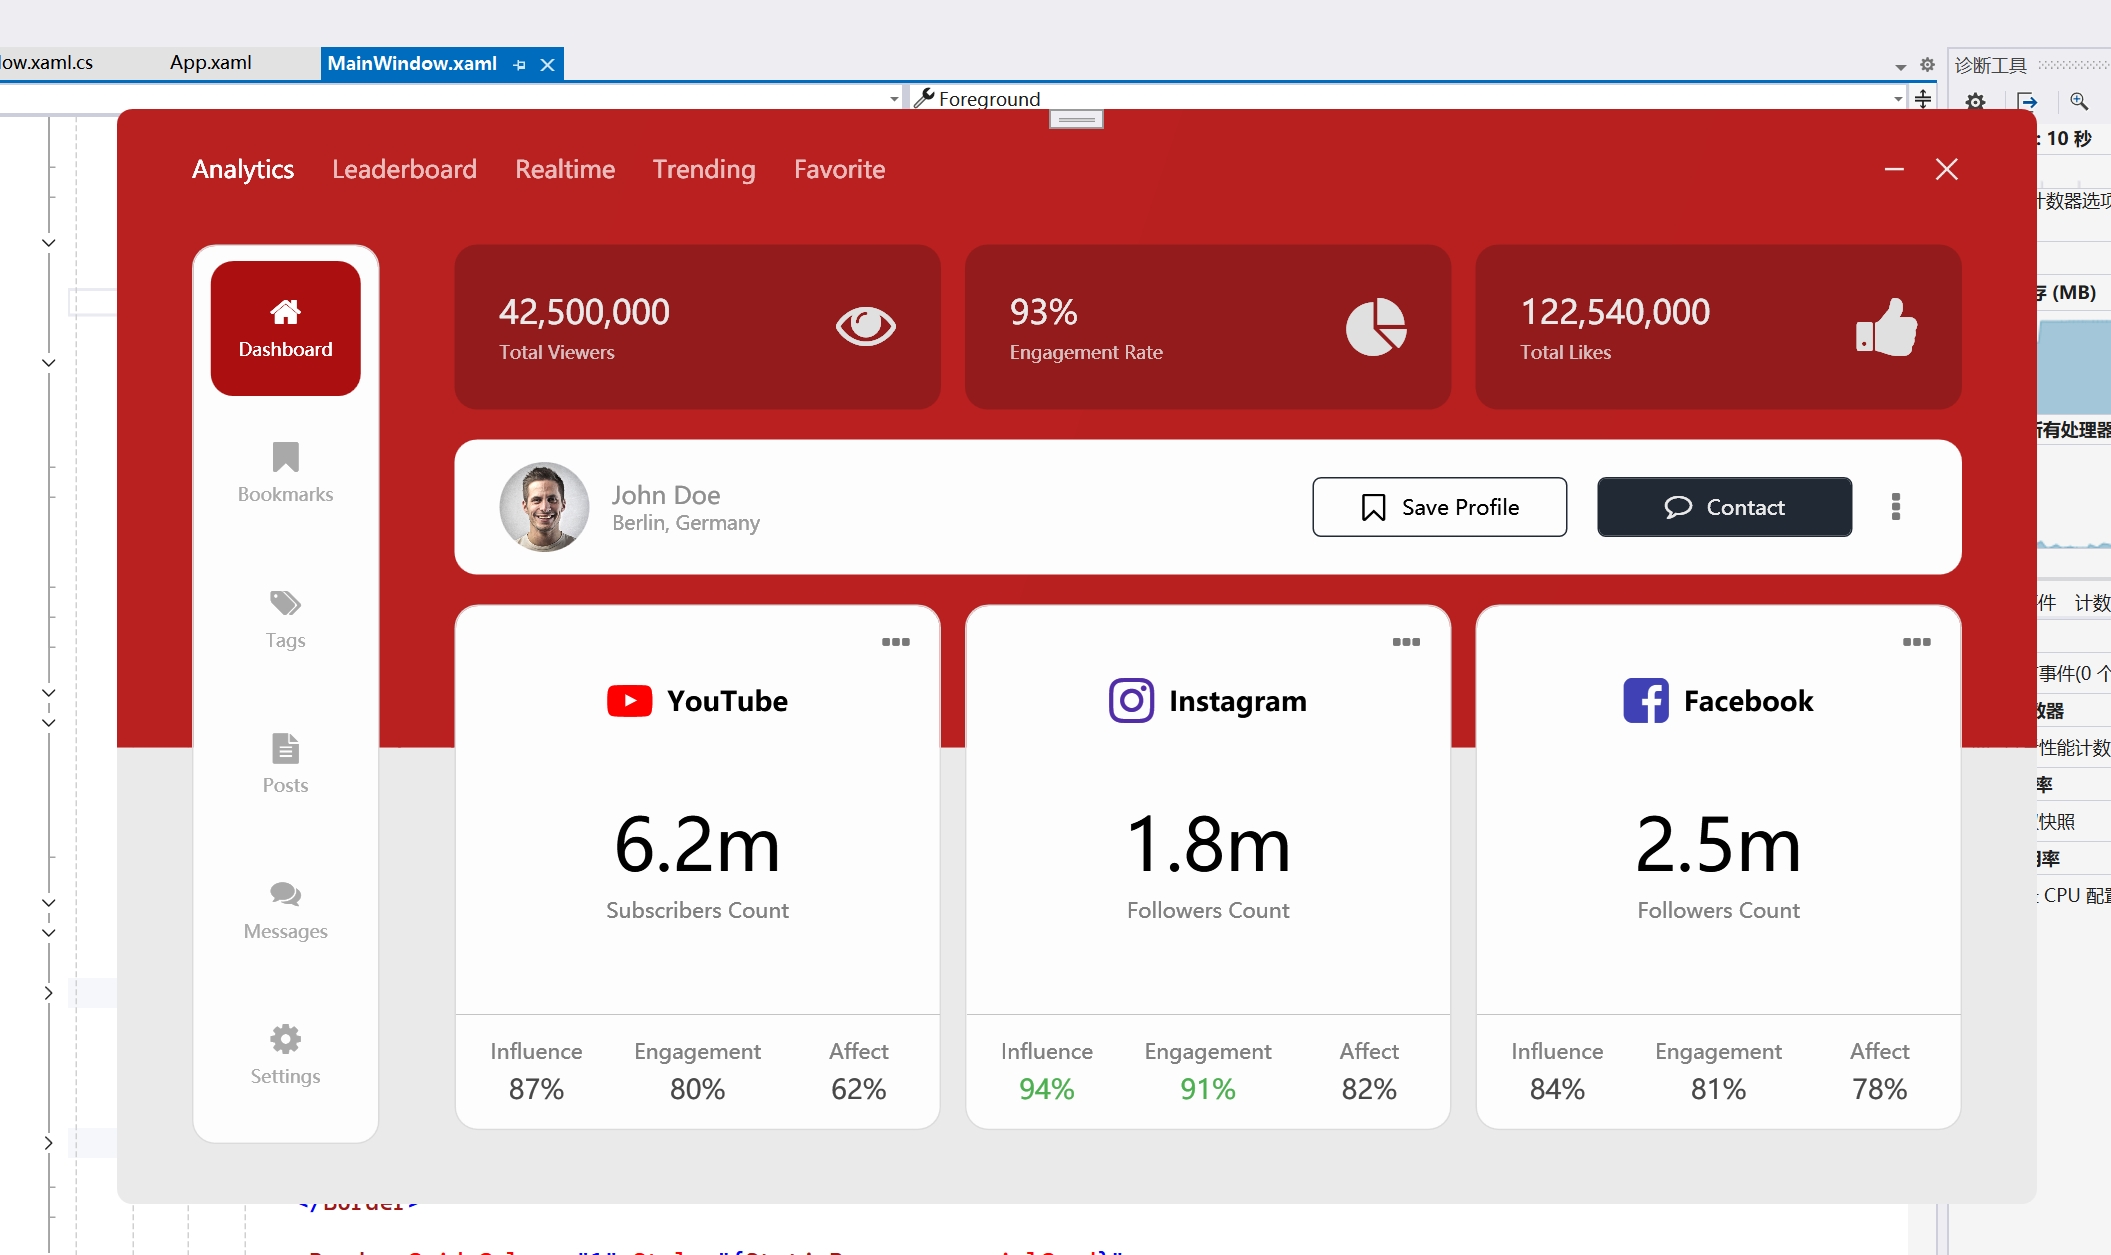 ow.xaml.cs
App.xaml
MainWindow.xaml
诊断工具
Foreground
: 10 秒
Analytics
Leaderboard
Realtime
Trending
Favorite
计数器选项
42,500,000
Total Viewers
93%
Engagement Rate
122,540,000
Total Likes
存 (MB)
Dashboard
Bookmarks
Tags
Posts
Messages
Settings
所有处理器
John Doe
Berlin, Germany
Save Profile
Contact
件 计数
YouTube
6.2m
Subscribers Count
Influence
87%
Engagement
80%
Affect
62%
Instagram
1.8m
Followers Count
Influence
94%
Engagement
91%
Affect
82%
Facebook
2.5m
Followers Count
Influence
84%
Engagement
81%
Affect
78%
事件(0 个
数器
性能计数
率
快照
用率
CPU 配置